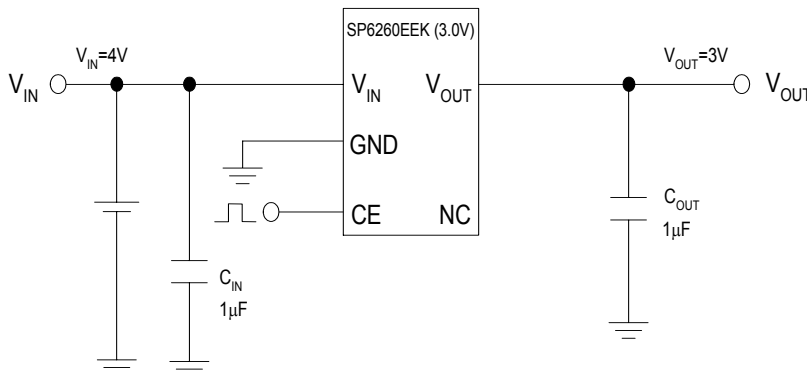 SP6260EEK (3.0V)
V_IN=4V
V_OUT=3V
V_IN
V_IN
V_OUT
V_OUT
GND
CE
NC
C_OUT
1μF
C_IN
1μF